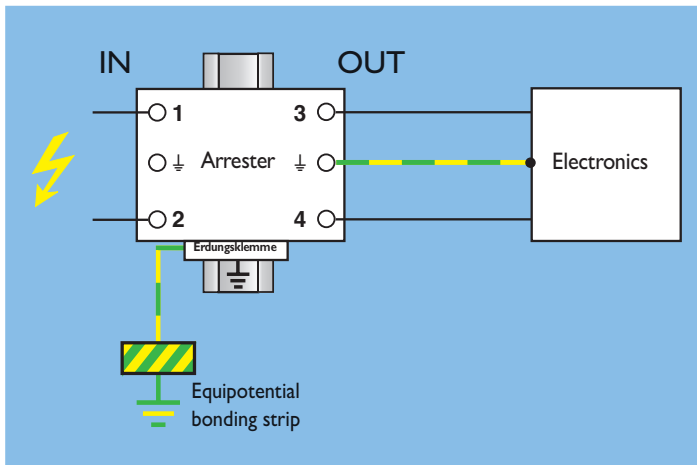 IN
OUT
1
3
Arrester
Electronics
2
4
Erdungsklemme
Equipotential
bonding strip